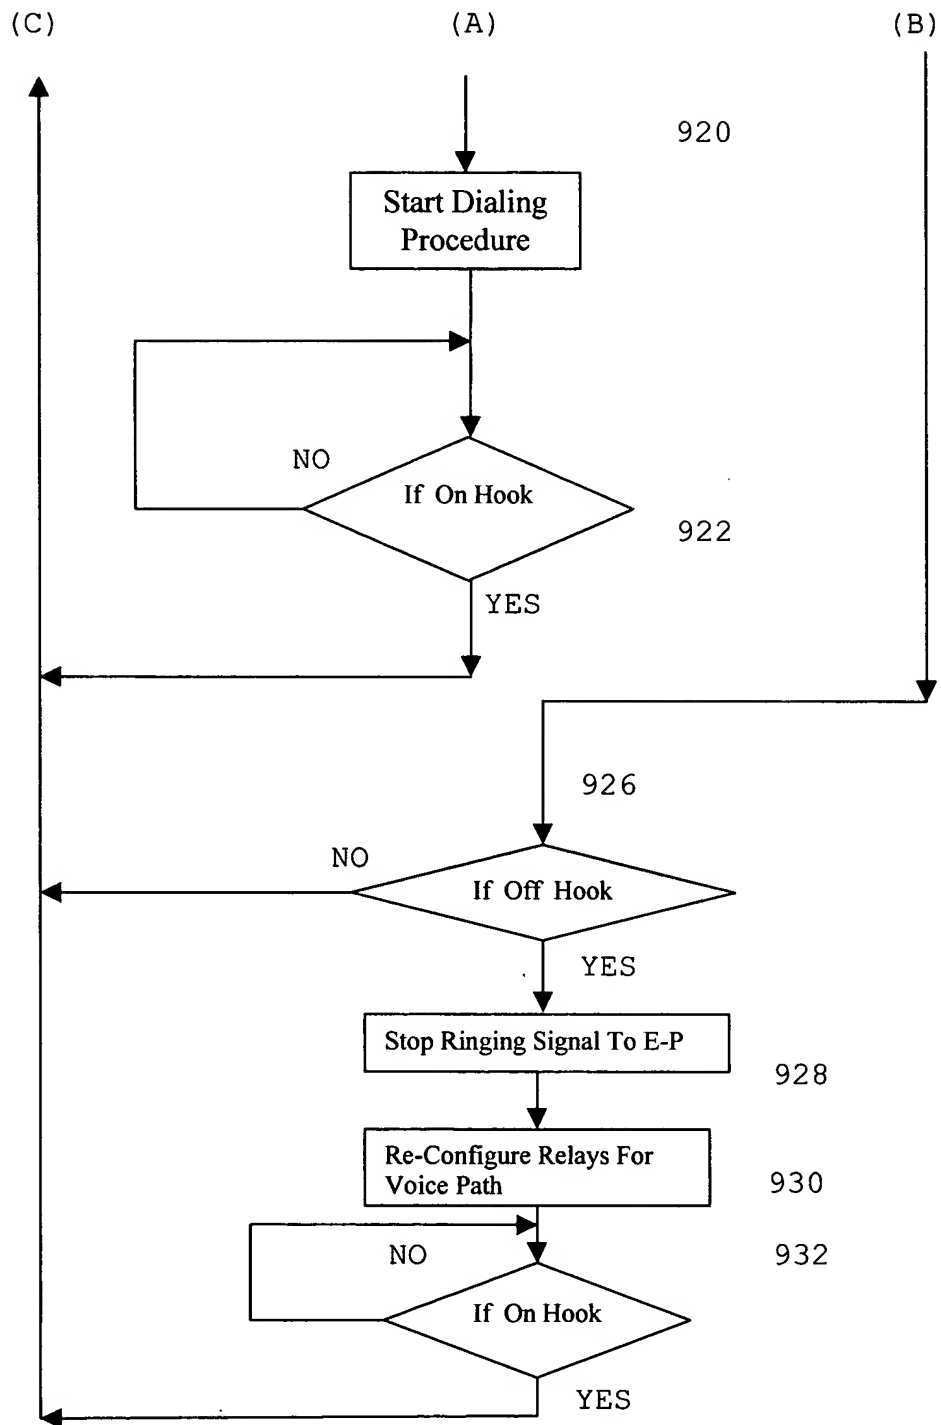 (C)
(A)
(B)
920
Start Dialing
Procedure
NO
If On Hook
922
YES
926
NO
If Off Hook
YES
Stop Ringing Signal To E-P
928
Re-Configure Relays For
Voice Path
930
NO
932
If On Hook
YES